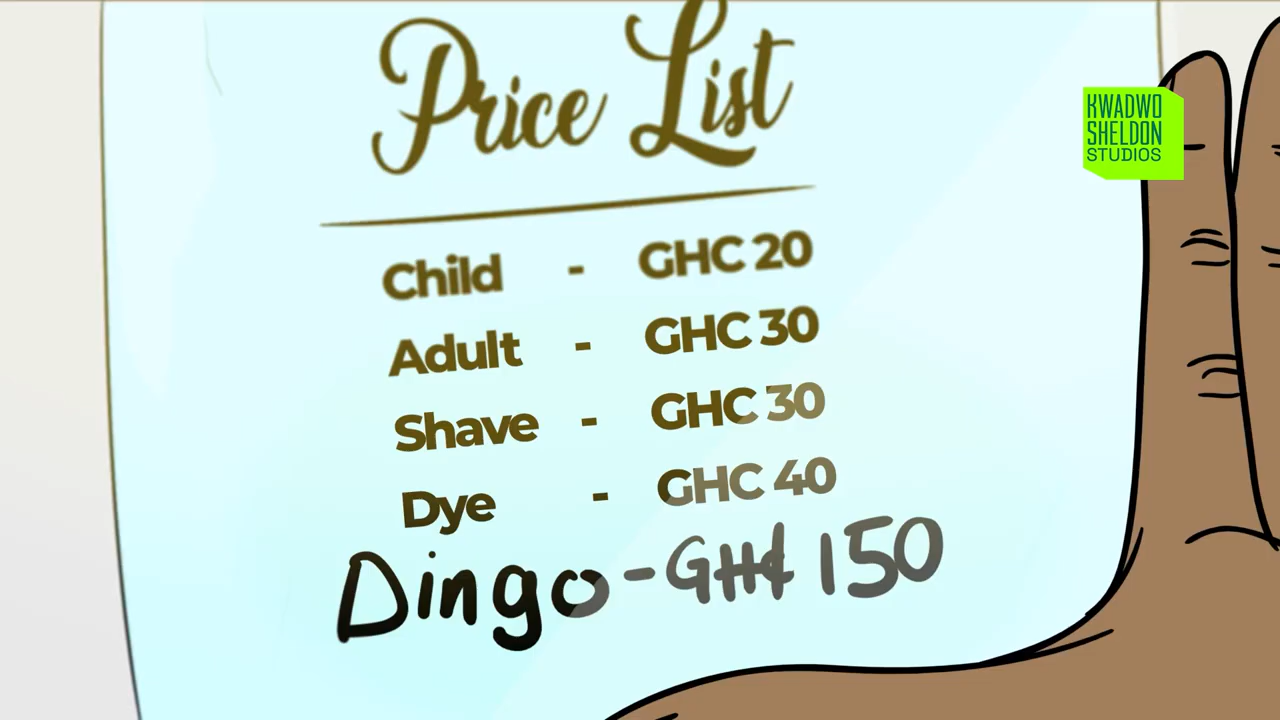 Price List
Child - GHC 20
Adult - GHC 30
Shave - GHC 30
Dye - GHC 40
Dingo - GH₵ 150
KWADWO
SHELDON
STUDIOS